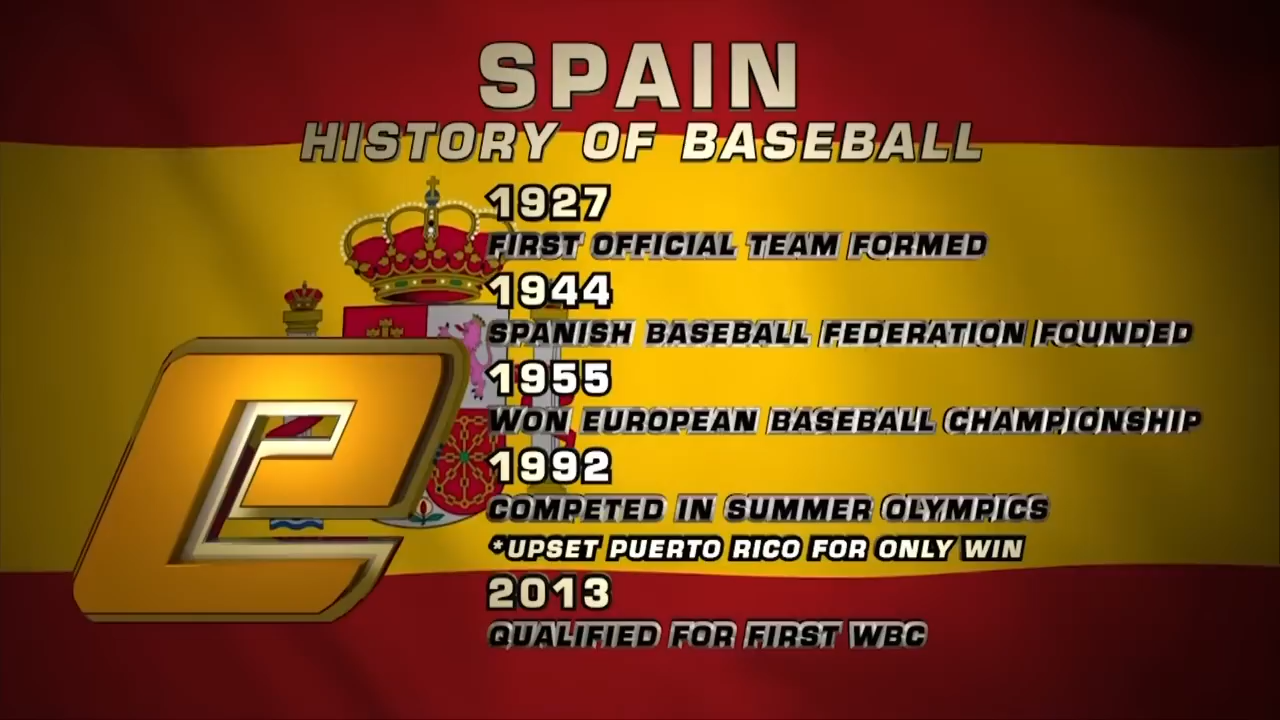 SPAIN
HISTORY OF BASEBALL
1927
FIRST OFFICIAL TEAM FORMED
1944
SPANISH BASEBALL FEDERATION FOUNDED
1955
WON EUROPEAN BASEBALL CHAMPIONSHIP
1992
COMPETED IN SUMMER OLYMPICS
*UPSET PUERTO RICO FOR ONLY WIN
2013
QUALIFIED FOR FIRST WBC
e